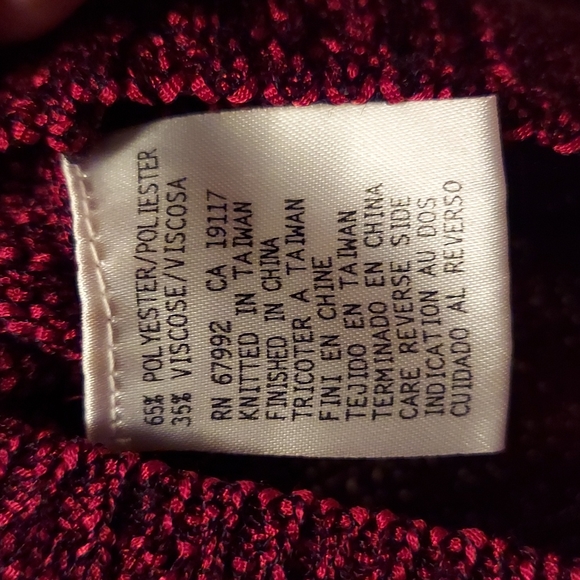 65% POLYESTER/POLIESTER
35% VISCOSE/VISCOSA
RN 67992 CA 19117
KNITTED IN TAIWAN
FINISHED IN CHINA
TRICOTER A TAIWAN
FINI EN CHINE
TEJIDO EN TAIWAN
TERMINADO EN CHINA
CARE REVERSE SIDE
INDICATION AU DOS
CUIDADO AL REVERSO